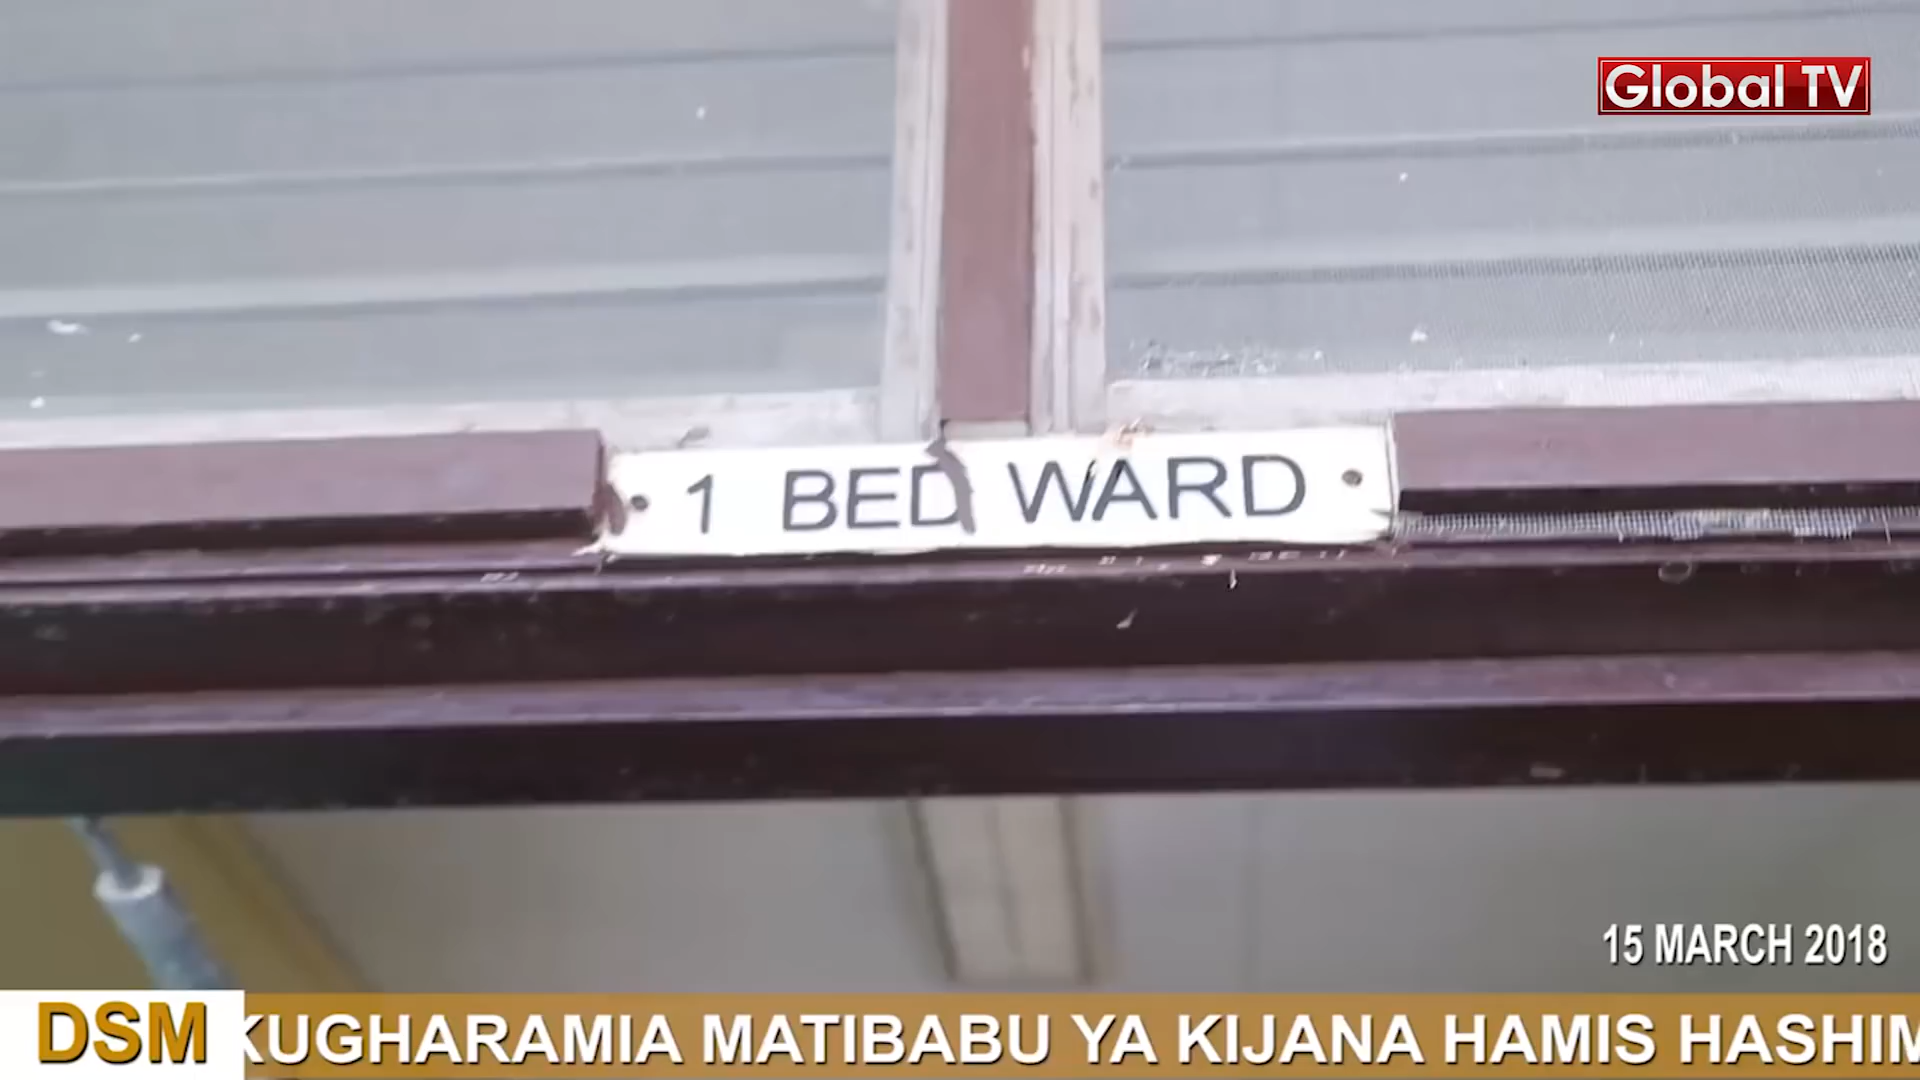 Global TV
1 BED WARD
15 MARCH 2018
DSM KUGHARAMIA MATIBABU YA KIJANA HAMIS HASHIM